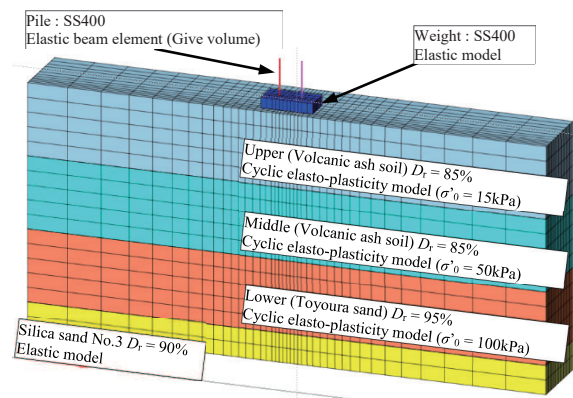 Pile : SS400
Elastic beam element (Give volume)
Weight : SS400
Elastic model
Upper (Volcanic ash soil) Dr = 85%
Cyclic elasto-plasticity model (σ'0 = 15kPa)
Middle (Volcanic ash soil) Dr = 85%
Cyclic elasto-plasticity model (σ'0 = 50kPa)
Lower (Toyoura sand) Dr = 95%
Cyclic elasto-plasticity model (σ'0 = 100kPa)
Silica sand No.3 Dr = 90%
Elastic model